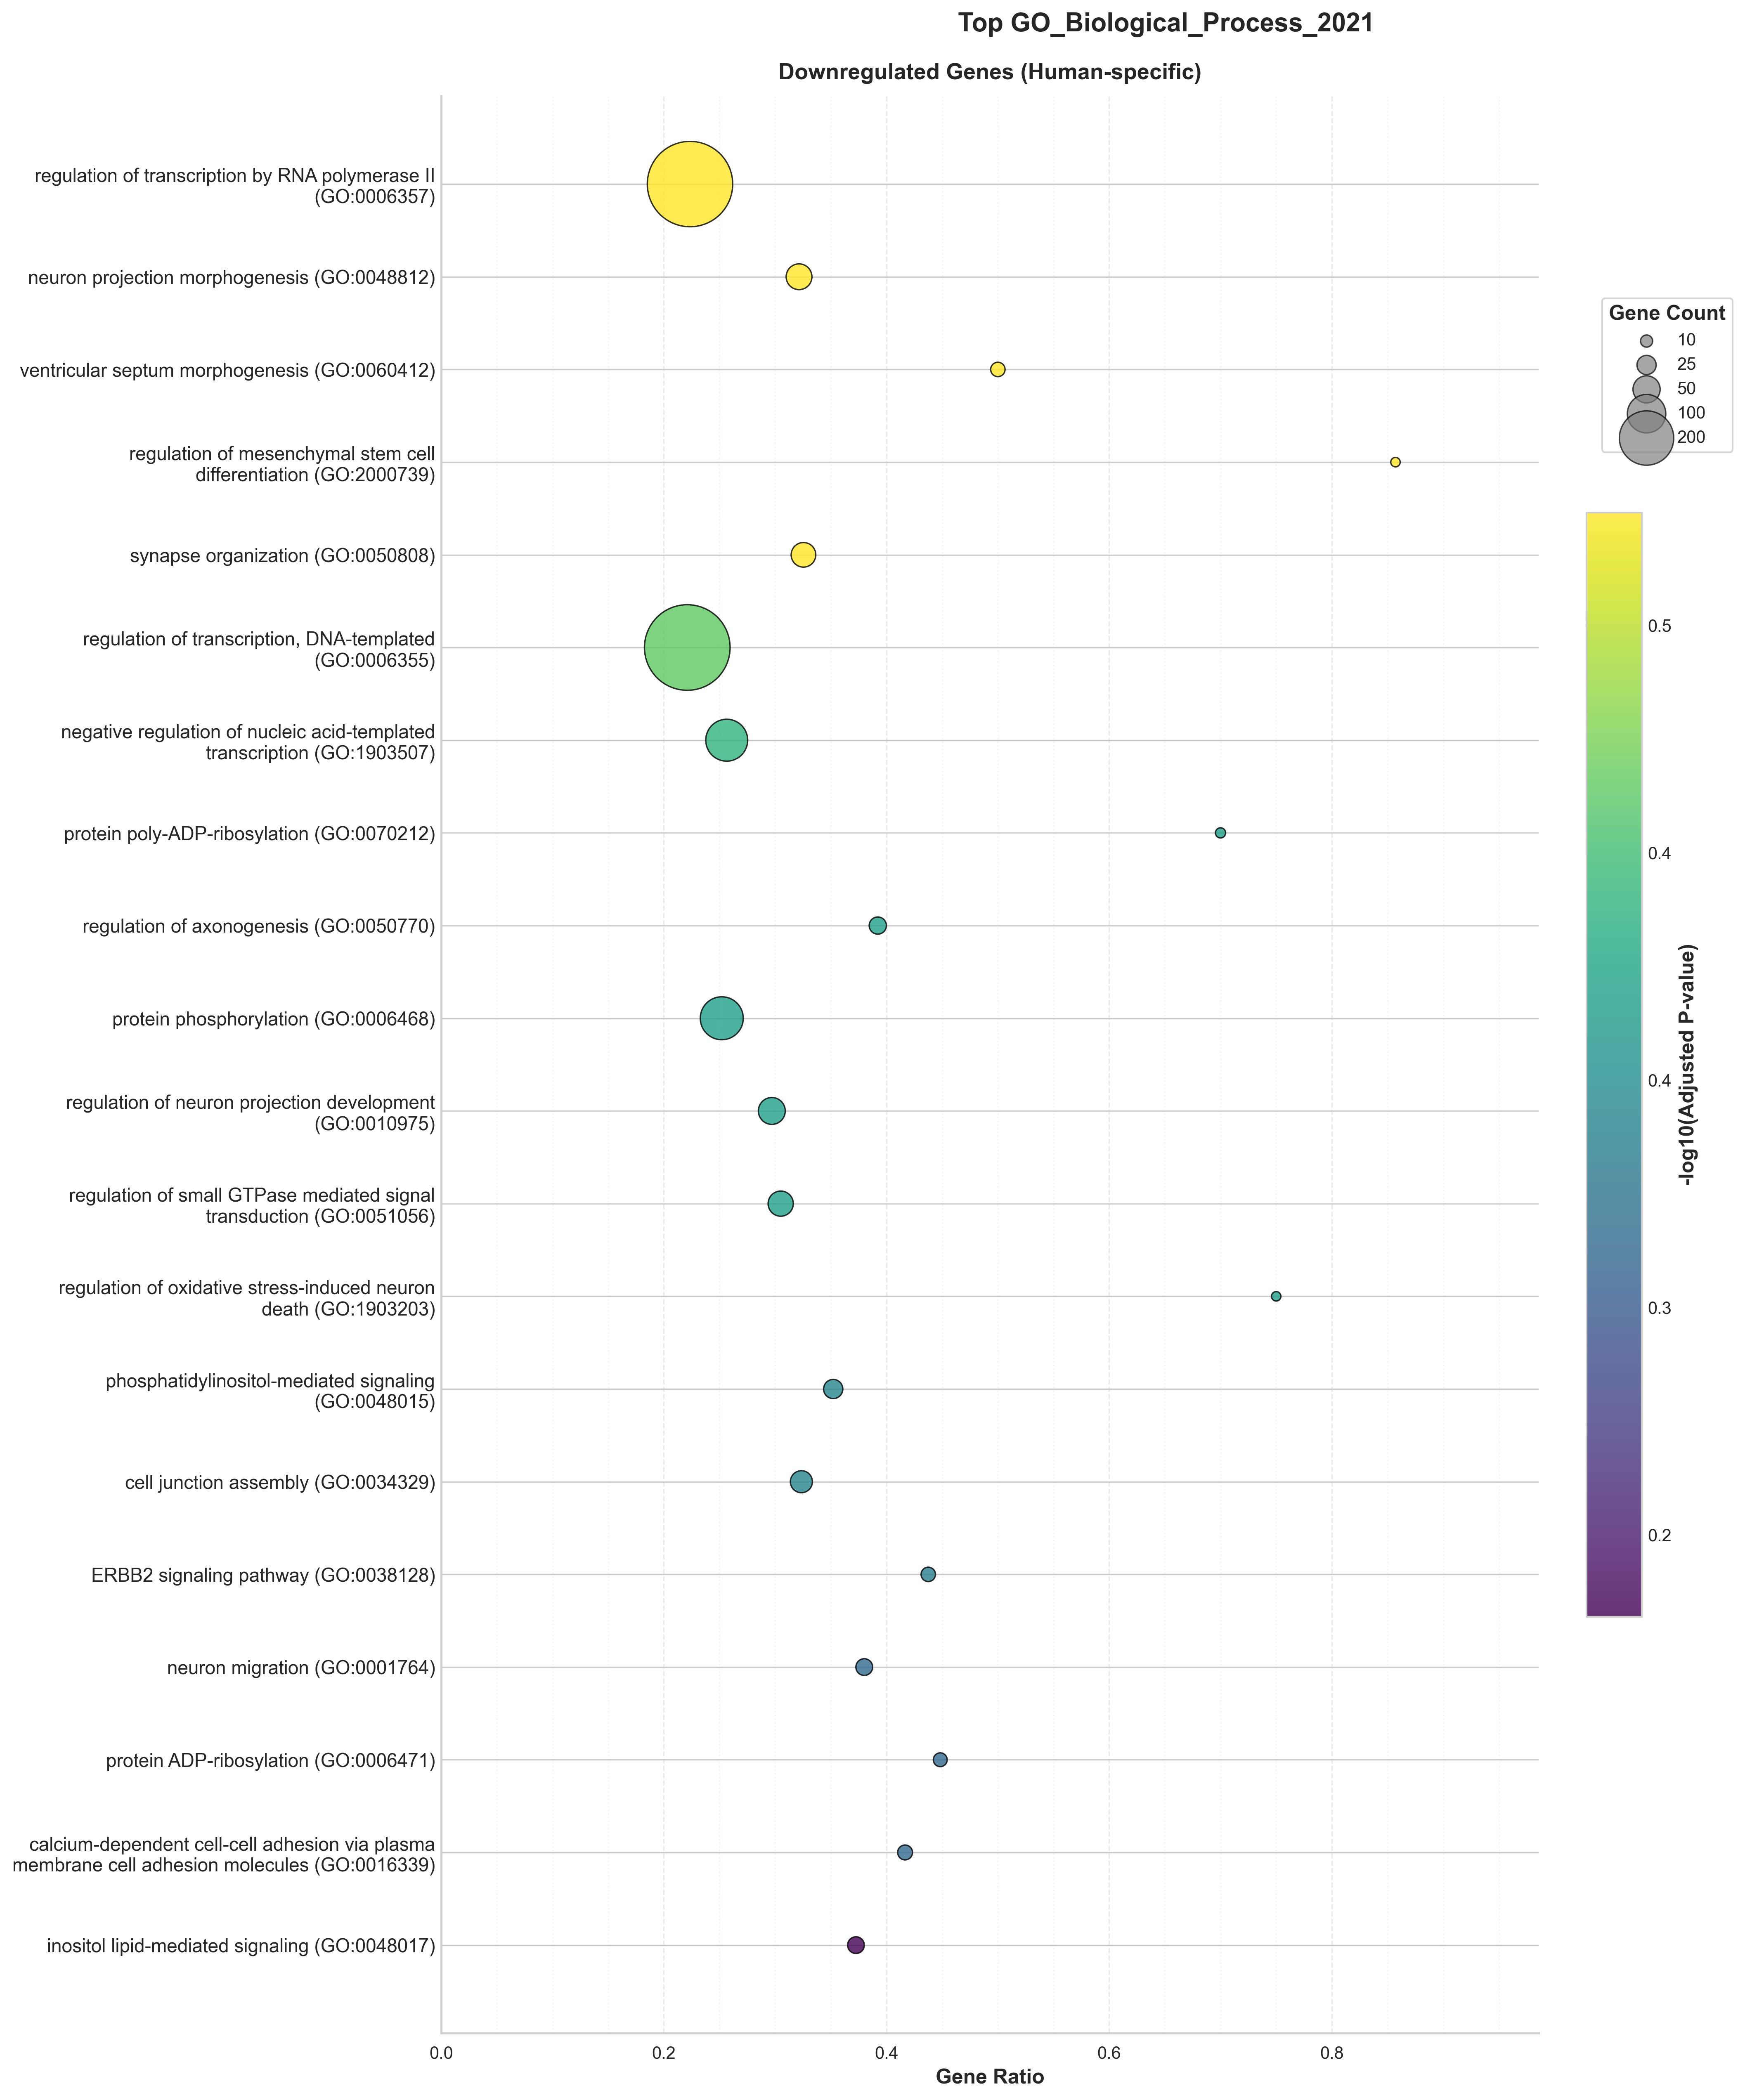 Top GO_Biological_Process_2021
Downregulated Genes (Human-specific)
regulation of transcription by RNA polymerase II
(GO:0006357)
neuron projection morphogenesis (GO:0048812)
ventricular septum morphogenesis (GO:0060412)
regulation of mesenchymal stem cell
differentiation (GO:2000739)
synapse organization (GO:0050808)
regulation of transcription, DNA-templated
(GO:0006355)
negative regulation of nucleic acid-templated
transcription (GO:1903507)
protein poly-ADP-ribosylation (GO:0070212)
regulation of axonogenesis (GO:0050770)
protein phosphorylation (GO:0006468)
regulation of neuron projection development
(GO:0010975)
regulation of small GTPase mediated signal
transduction (GO:0051056)
regulation of oxidative stress-induced neuron
death (GO:1903203)
phosphatidylinositol-mediated signaling
(GO:0048015)
cell junction assembly (GO:0034329)
ERBB2 signaling pathway (GO:0038128)
neuron migration (GO:0001764)
protein ADP-ribosylation (GO:0006471)
calcium-dependent cell-cell adhesion via plasma
membrane cell adhesion molecules (GO:0016339)
inositol lipid-mediated signaling (GO:0048017)
0.0
0.2
0.4
0.6
0.8
Gene Ratio
Gene Count
10
25
50
100
200
0.5
0.4
0.4
0.3
0.2
-log10(Adjusted P-value)